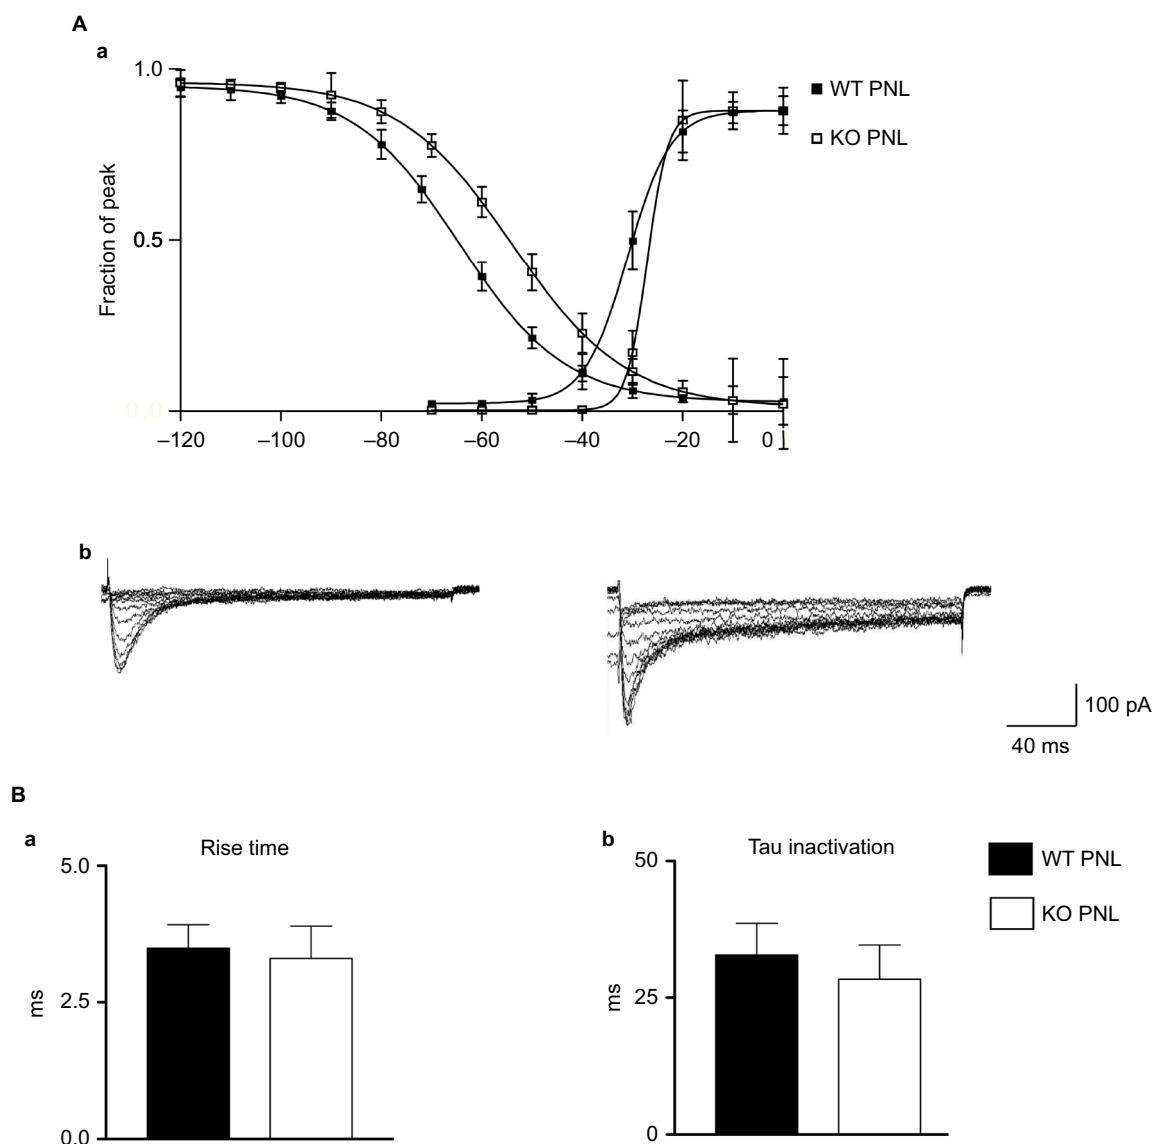 A
a
1.0
0.5
0.0
Fraction of peak
–120 –100 –80 –60 –40 –20 0
WT PNL
KO PNL
b
100 pA
40 ms
B
a
Rise time
5.0
2.5
0.0
ms
b
Tau inactivation
50
25
0
ms
WT PNL
KO PNL